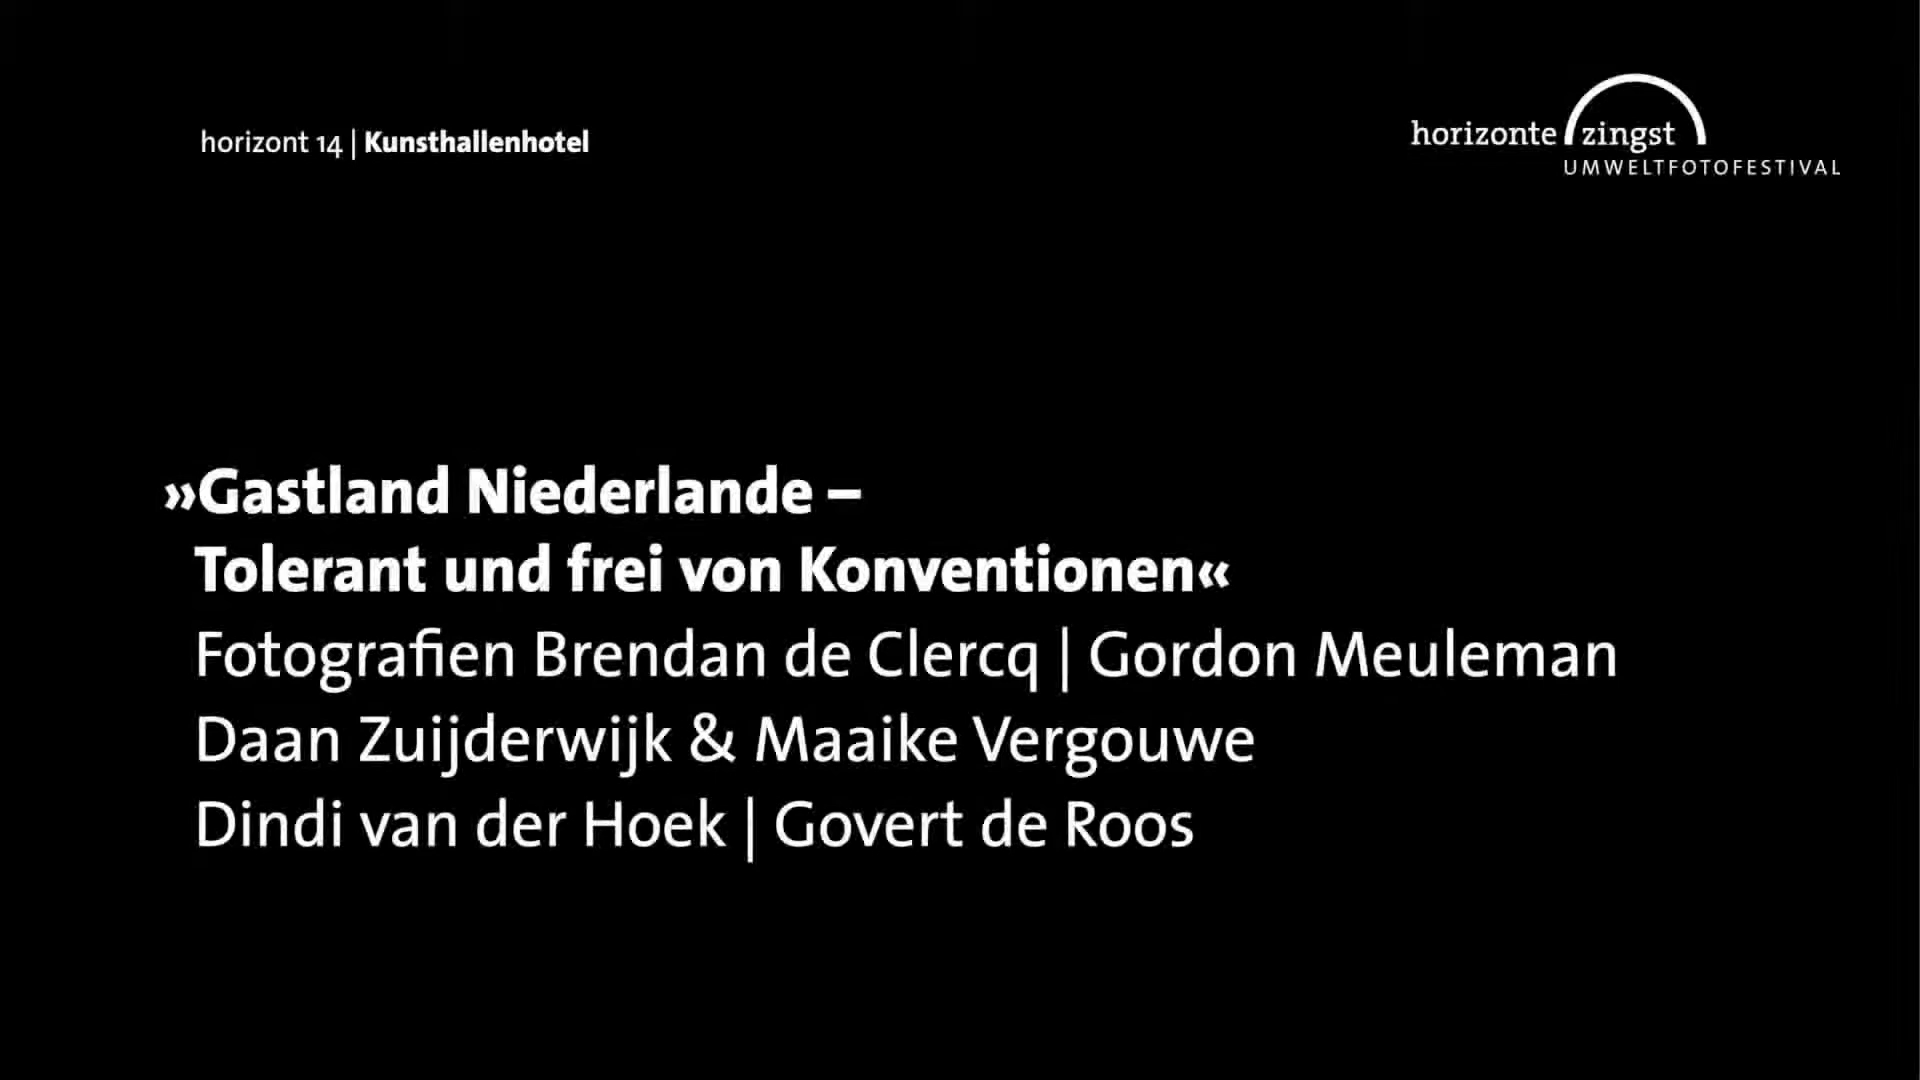 horizont 14 | Kunsthallenhotel
horizonte zingst
UMWELTFOTOFESTIVAL
»Gastland Niederlande –
Tolerant und frei von Konventionen«
Fotografien Brendan de Clercq | Gordon Meuleman
Daan Zuijderwijk & Maaike Vergouwe
Dindi van der Hoek | Govert de Roos